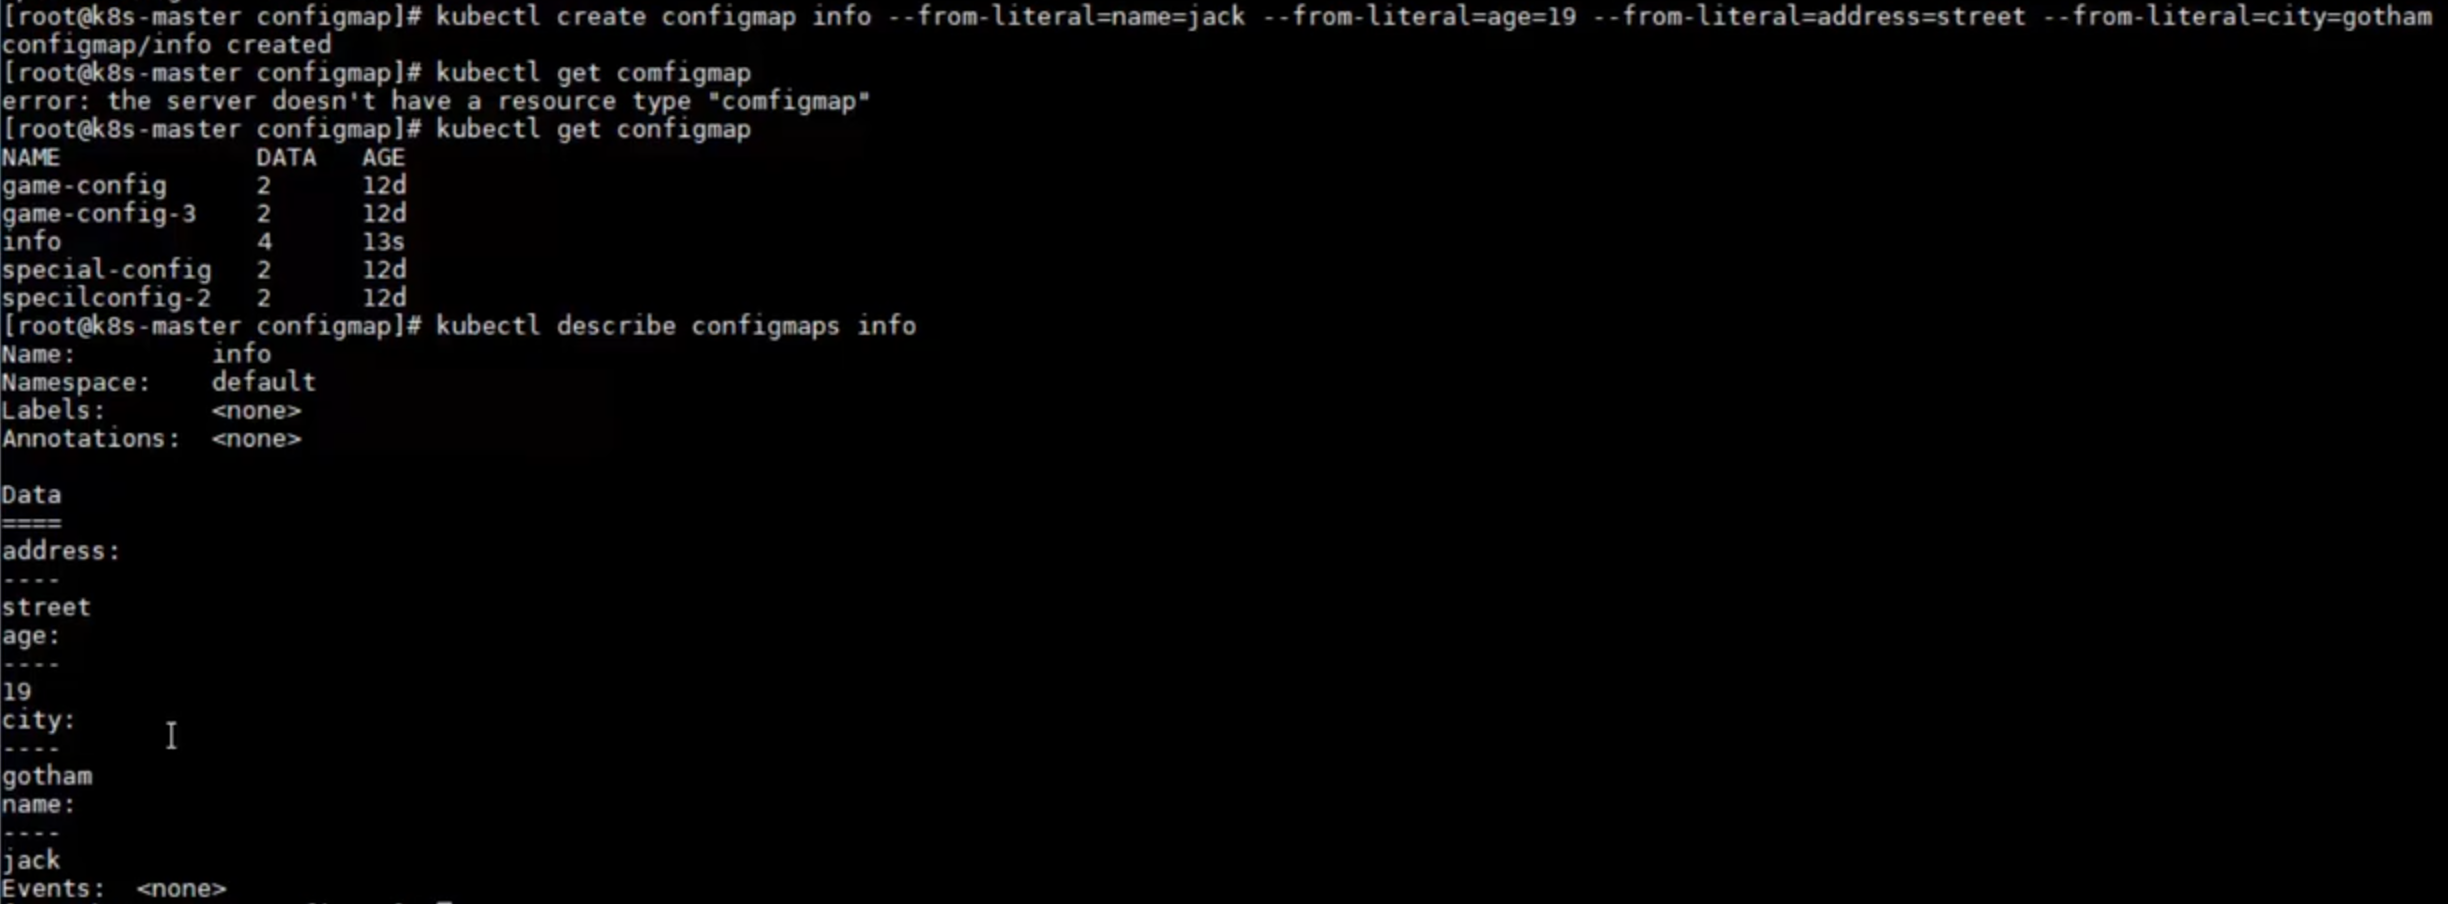 [root@k8s-master configmap]# kubectl create configmap info --from-literal=name=jack --from-literal=age=19 --from-literal=address=street --from-literal=city=gotham
configmap/info created
[root@k8s-master configmap]# kubectl get comfigmap
error: the server doesn't have a resource type "comfigmap"
[root@k8s-master configmap]# kubectl get configmap
NAME             DATA   AGE
game-config      2      12d
game-config-3    2      12d
info             4      13s
special-config   2      12d
specilconfig-2   2      12d
[root@k8s-master configmap]# kubectl describe configmaps info
Name:         info
Namespace:    default
Labels:       <none>
Annotations:  <none>

Data
====
address:
----
street
age:
----
19
city:
----
gotham
name:
----
jack
Events:  <none>